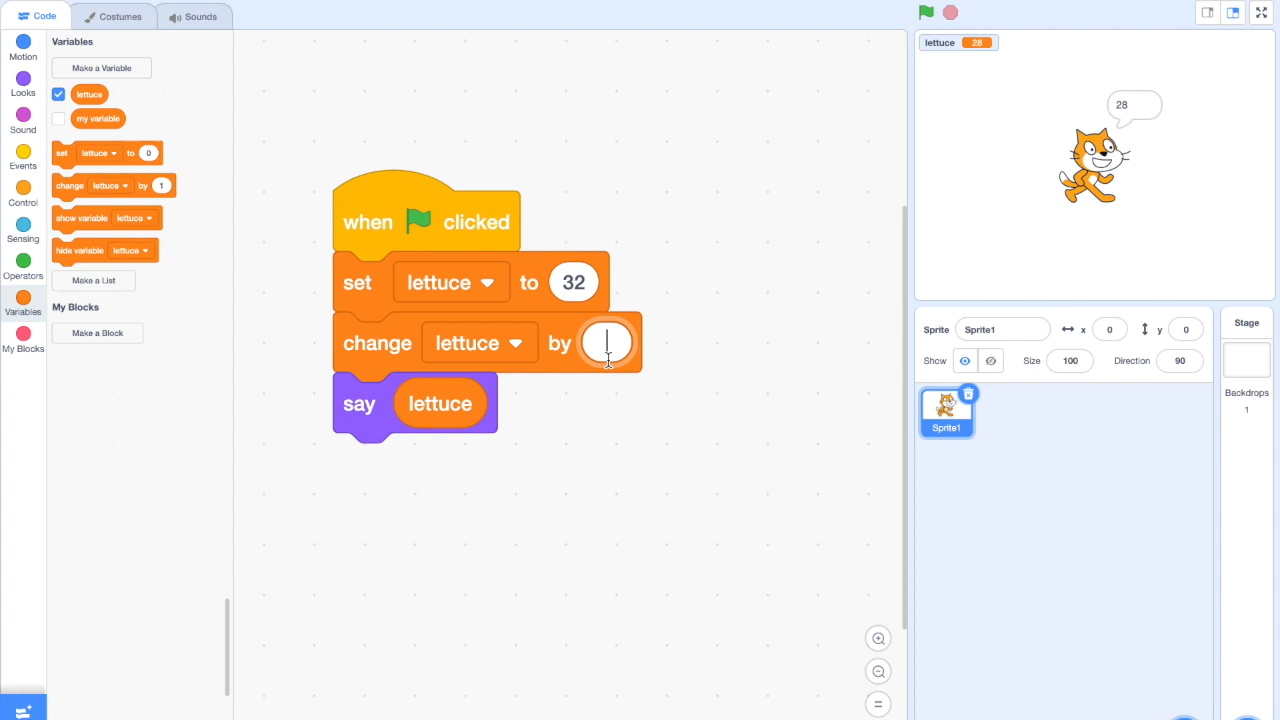 Code
Costumes
Sounds
Motion
Looks
Sound
Events
Control
Sensing
Operators
Variables
My Blocks
Variables
Make a Variable
lettuce
my variable
set lettuce to 0
change lettuce by 1
show variable lettuce
hide variable lettuce
Make a List
My Blocks
Make a Block
when clicked
set lettuce to 32
change lettuce by
say lettuce
lettuce 28
28
Sprite Sprite1 x 0 y 0
Show Size 100 Direction 90
Sprite1
Stage
Backdrops
1